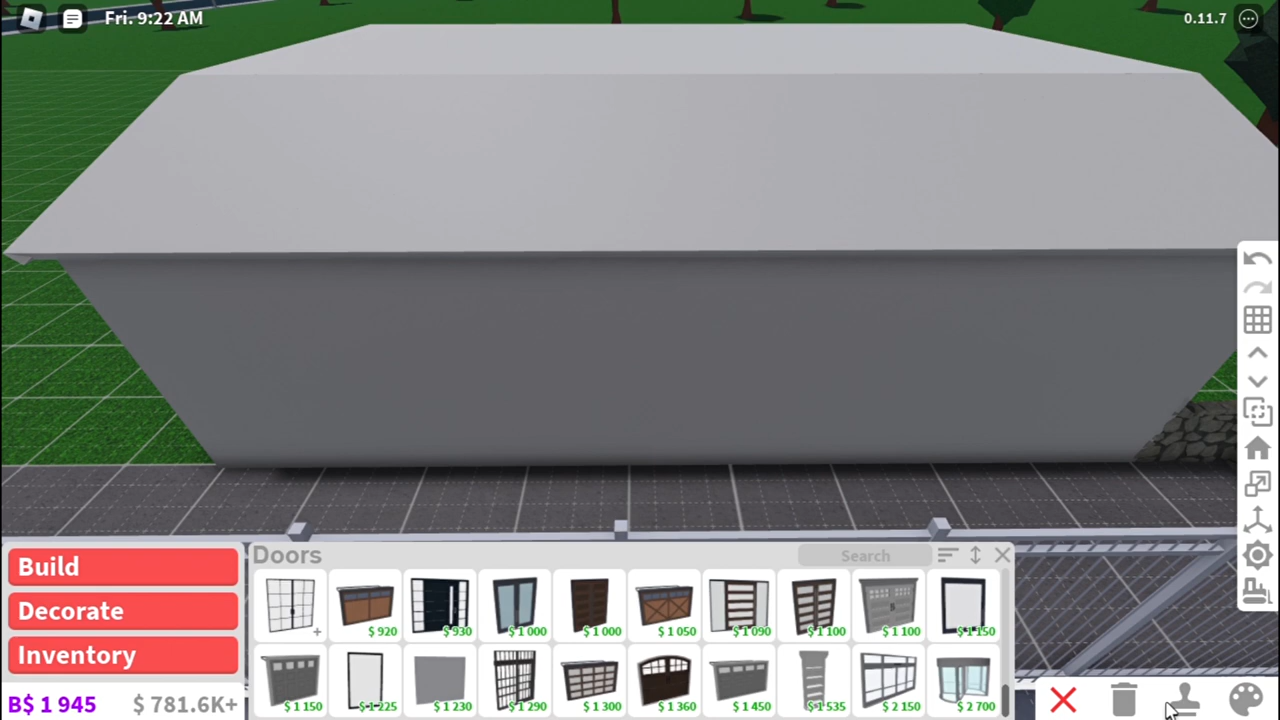 Fri. 9:22 AM
0.11.7
Build
Decorate
Inventory
B$ 1 945
$ 781.6K+
Doors
Search
+
$ 920
$ 930
$ 1 000
$ 1 000
$ 1 050
$ 1 090
$ 1 100
$ 1 100
$ 1 150
$ 1 150
$ 1 225
$ 1 230
$ 1 290
$ 1 300
$ 1 360
$ 1 450
$ 1 535
$ 2 150
$ 2 700